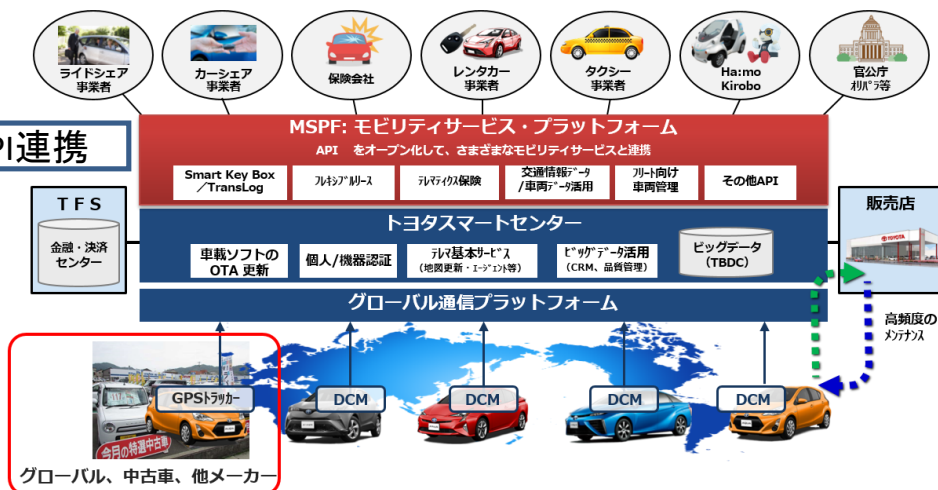 ライドシェア
事業者
カーシェア
事業者
保険会社
レンタカー
事業者
タクシー
事業者
Ha:mo
Kirobo
官公庁
ｵﾘﾊﾟﾗ等
PI連携
MSPF: モビリティサービス・プラットフォーム
API をオープン化して、さまざまなモビリティサービスと連携
Smart Key Box
／TransLog
ﾌﾚｷｼﾌﾞﾙﾘｰｽ
ﾃﾚﾏﾃｨｸｽ保険
交通情報ﾃﾞｰﾀ
/車両ﾃﾞｰﾀ活用
ﾌﾘｰﾄ向け
車両管理
その他API
ＴＦＳ
金融・決済
センター
トヨタスマートセンター
車載ソフトの
OTA 更新
個人/機器認証
ﾃﾚﾏ基本ｻｰﾋﾞｽ
（地図更新・ｴｰｼﾞｪﾝﾄ等）
ﾋﾞｯｸﾞﾃﾞｰﾀ活用
（CRM、品質管理）
ビッグデータ
(TBDC)
販売店
TOYOTA
グローバル通信プラットフォーム
高頻度の
ﾒﾝﾃﾅﾝｽ
GPSﾄﾗｯｶｰ
DCM
DCM
DCM
DCM
今月の特選中古車
グローバル、中古車、他メーカー